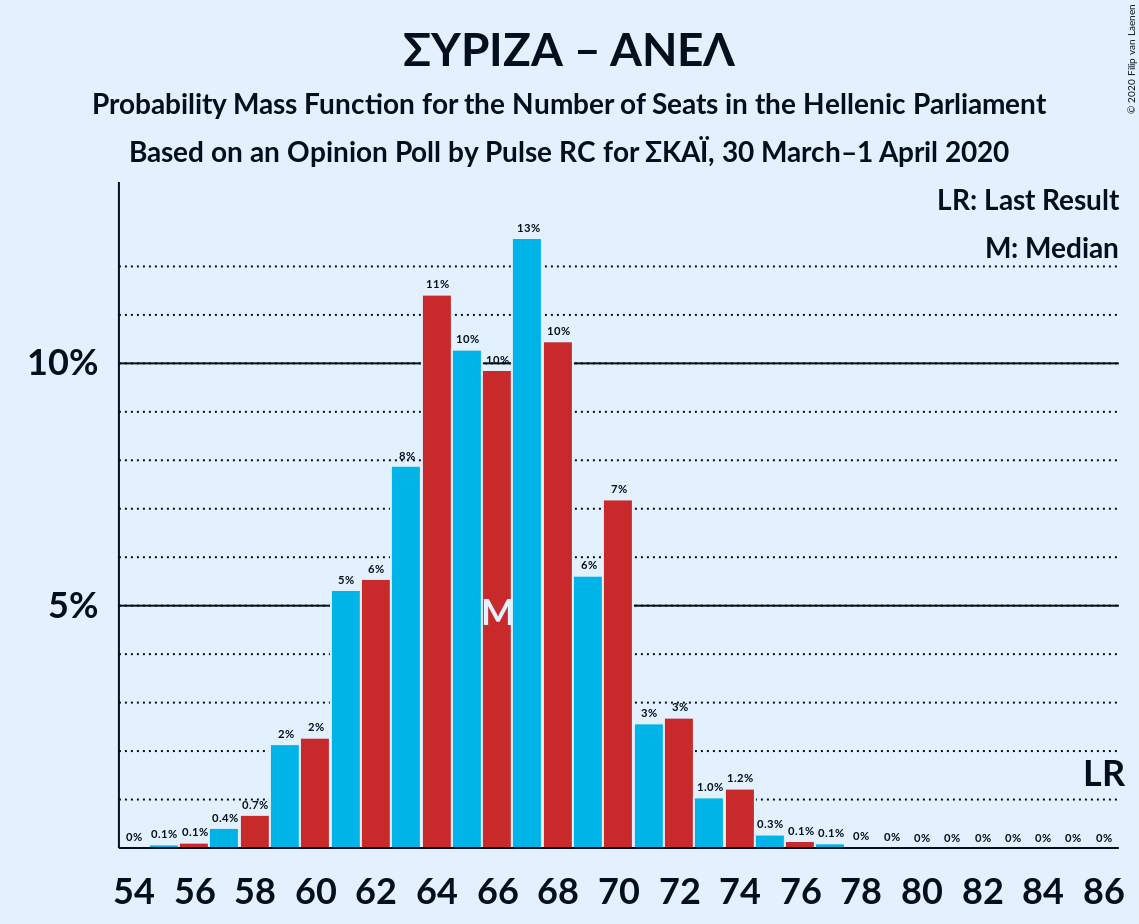 ΣΥΡΙΖΑ – ΑΝΕΛ
Probability Mass Function for the Number of Seats in the Hellenic Parliament
Based on an Opinion Poll by Pulse RC for ΣΚΑΪ, 30 March–1 April 2020
© 2020 Filip van Laenen
LR: Last Result
M: Median
10%
5%
0% 0.1% 0.1% 0.4% 0.7% 2% 2% 5% 6% 8% 11% 10% 10% 13% 10% 6% 7% 3% 3% 1.0% 1.2% 0.3% 0.1% 0.1% 0% 0% 0% 0% 0% 0% 0% 0% 0%
M
LR
54 56 58 60 62 64 66 68 70 72 74 76 78 80 82 84 86